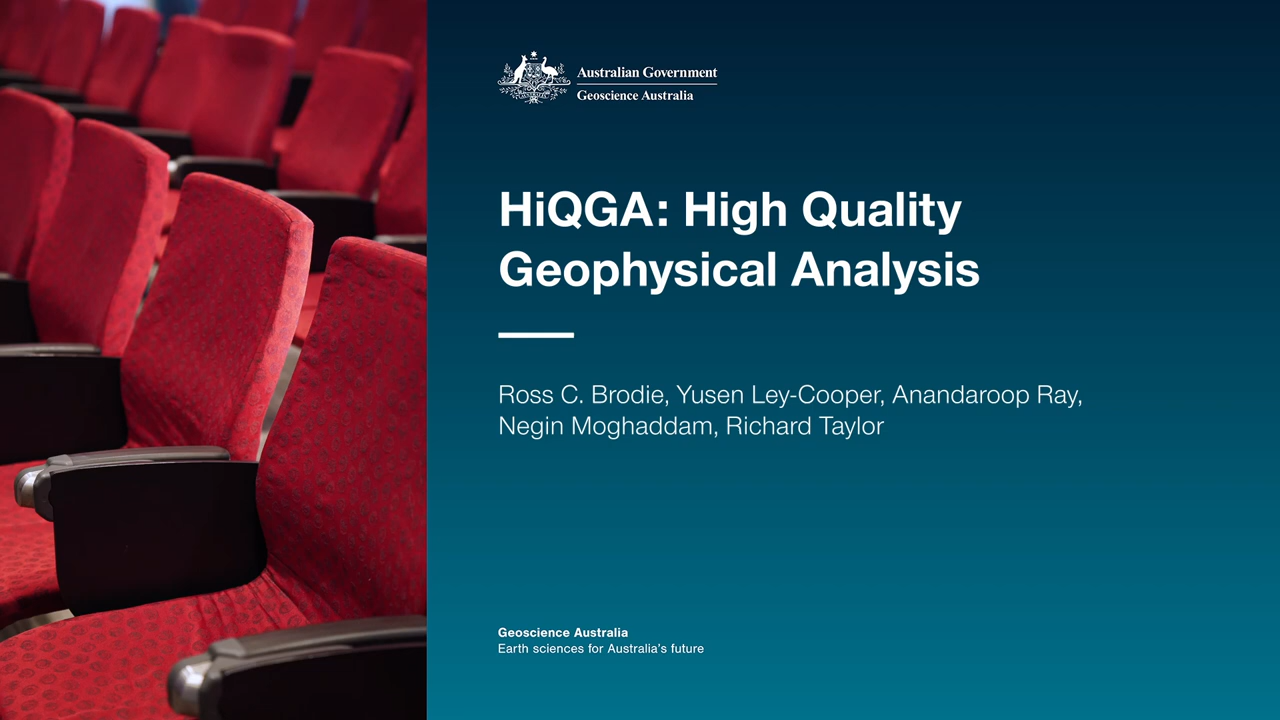 Australian Government
Geoscience Australia
HiQGA: High Quality
Geophysical Analysis
Ross C. Brodie, Yusen Ley-Cooper, Anandaroop Ray,
Negin Moghaddam, Richard Taylor
Geoscience Australia
Earth sciences for Australia’s future